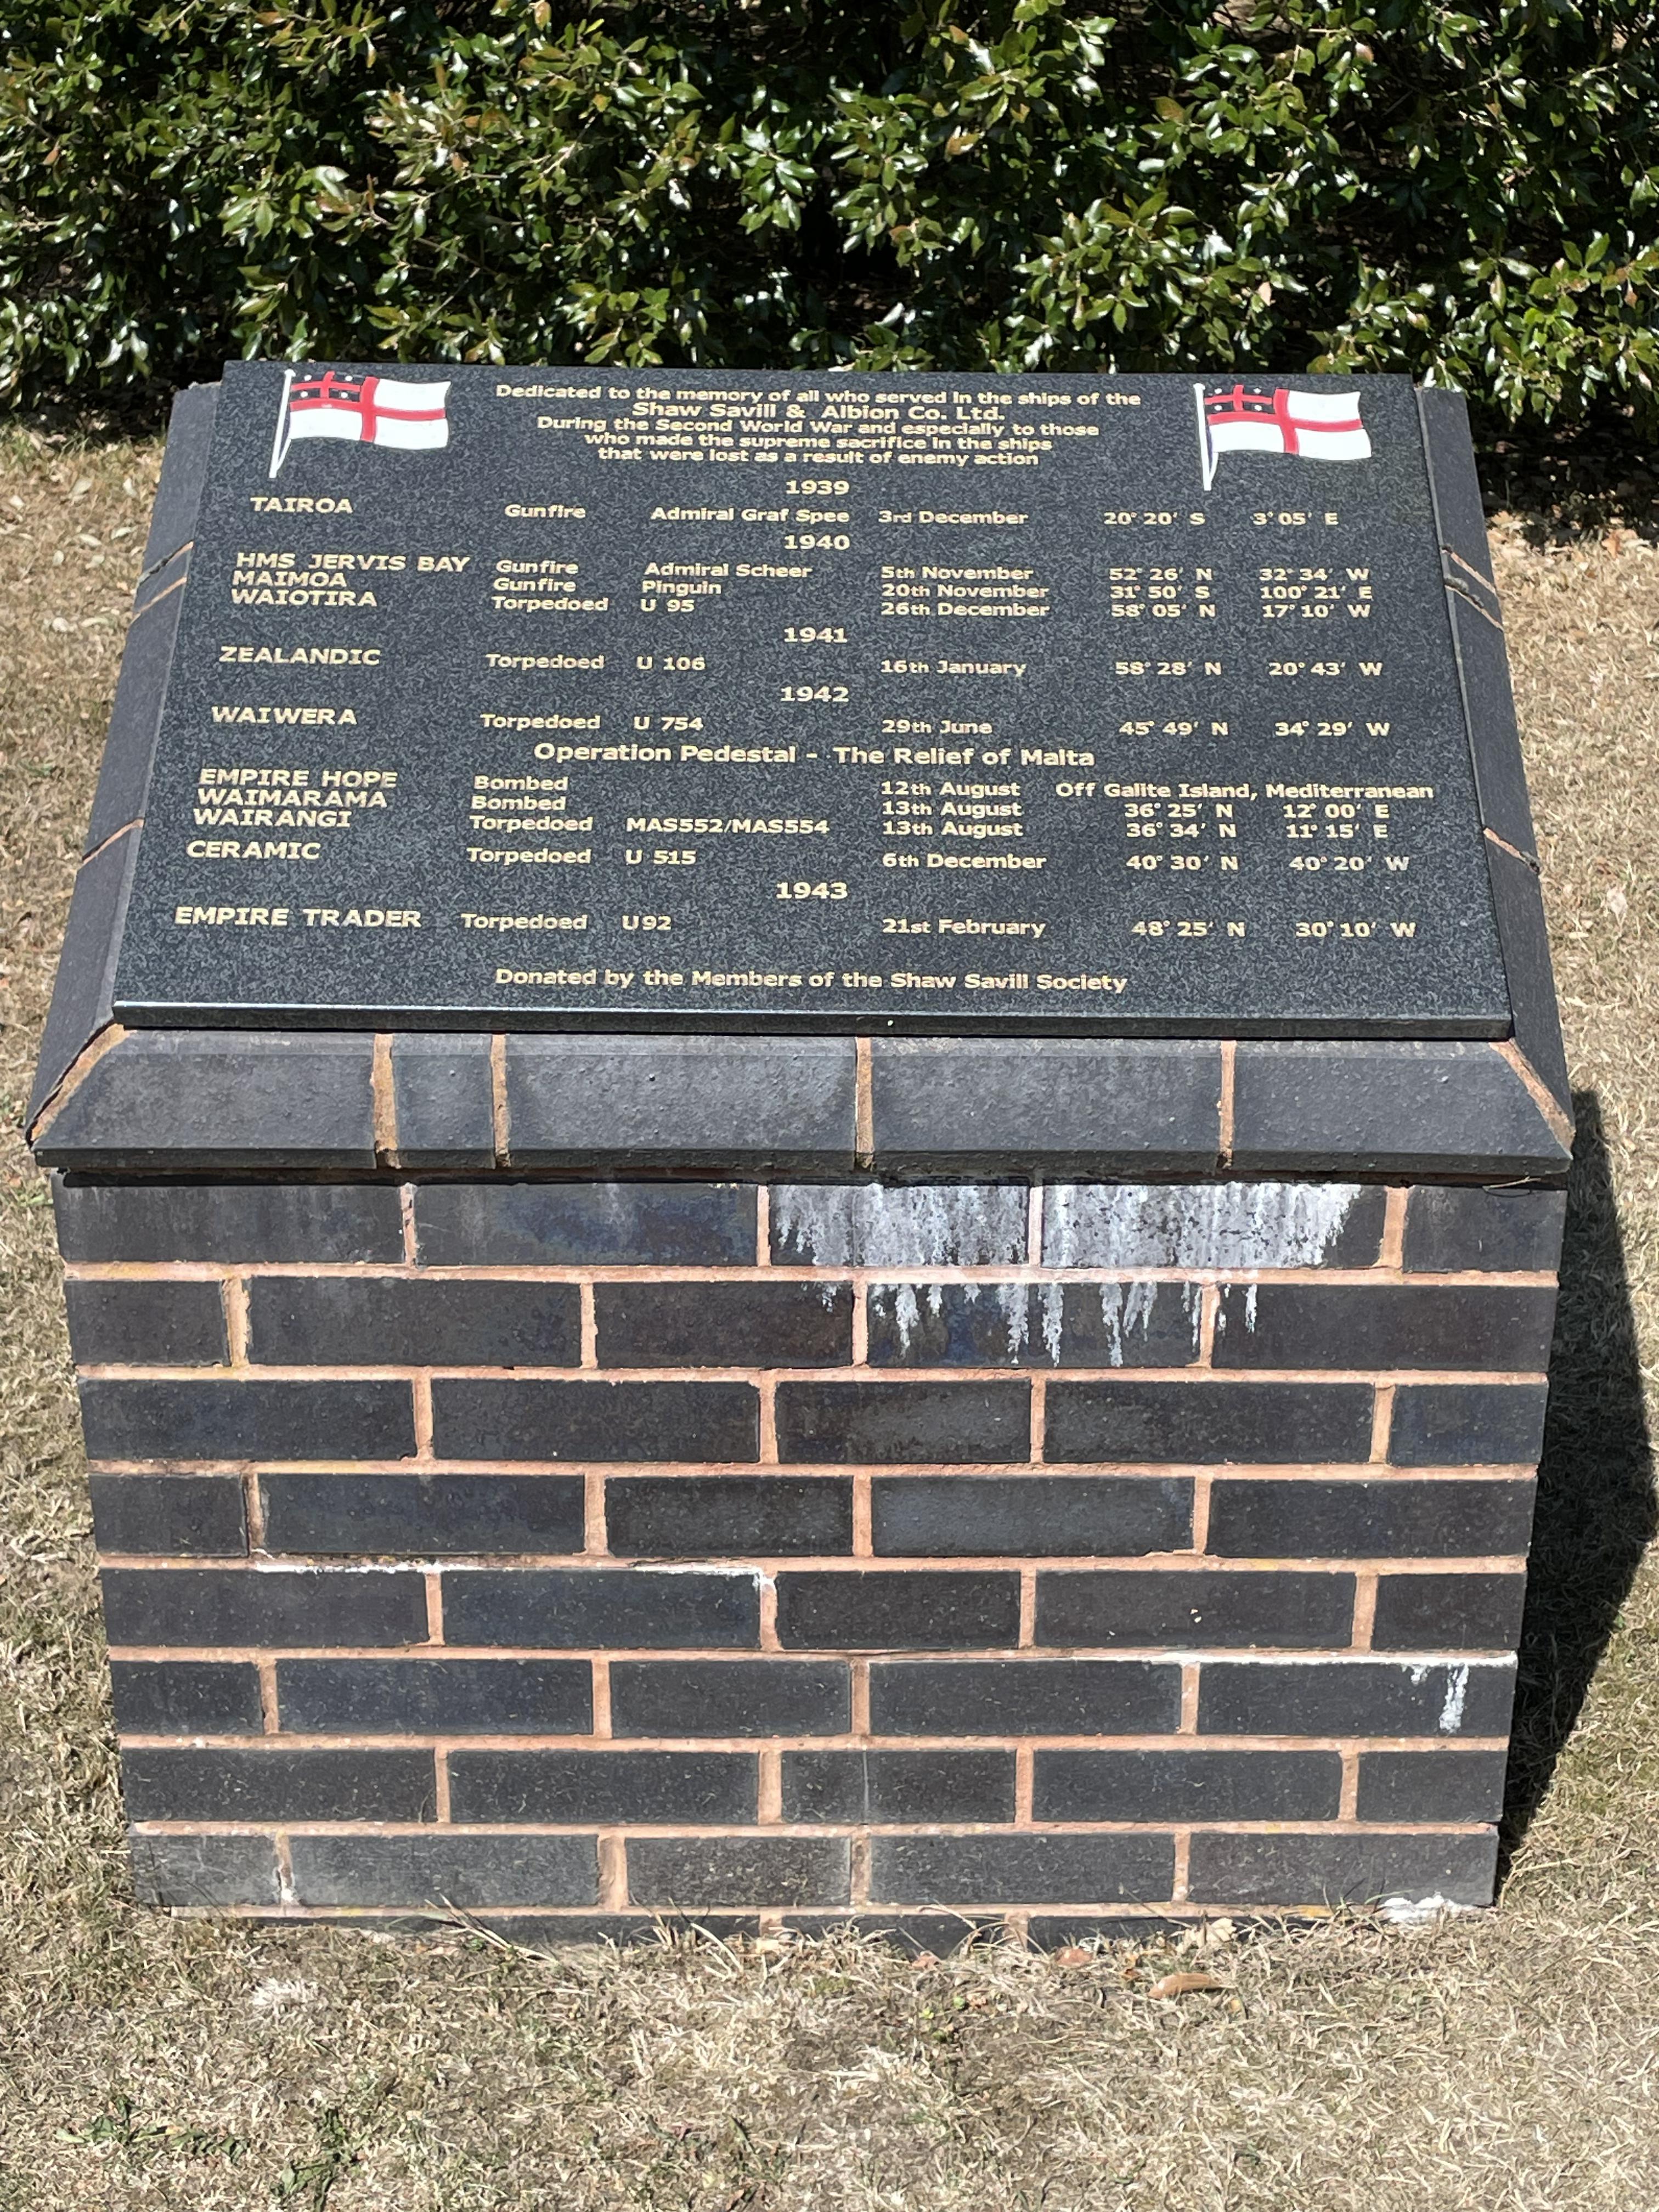 Dedicated to the memory of all who served in the ships of the
Shaw Savill & Albion Co. Ltd.
During the Second World War and especially to those
who made the supreme sacrifice in the ships
that were lost as a result of enemy action
1939
TAIROA Gunfire Admiral Graf Spee 3rd December 20° 20' S 3° 05' E
1940
HMS JERVIS BAY Gunfire Admiral Scheer 5th November 52° 26' N 32° 34' W
MAIMOA Gunfire Pinguin 20th November 31° 50' S 100° 21' E
WAIOTIRA Torpedoed U 95 26th December 58° 05' N 17° 10' W
1941
ZEALANDIC Torpedoed U 106 16th January 58° 28' N 20° 43' W
1942
WAIWERA Torpedoed U 754 29th June 45° 49' N 34° 29' W
Operation Pedestal - The Relief of Malta
EMPIRE HOPE Bombed 12th August Off Galite Island, Mediterranean
WAIMARAMA Bombed 13th August 36° 25' N 12° 00' E
WAIRANGI Torpedoed MAS552/MAS554 13th August 36° 34' N 11° 15' E
CERAMIC Torpedoed U 515 6th December 40° 30' N 40° 20' W
1943
EMPIRE TRADER Torpedoed U92 21st February 48° 25' N 30° 10' W
Donated by the Members of the Shaw Savill Society